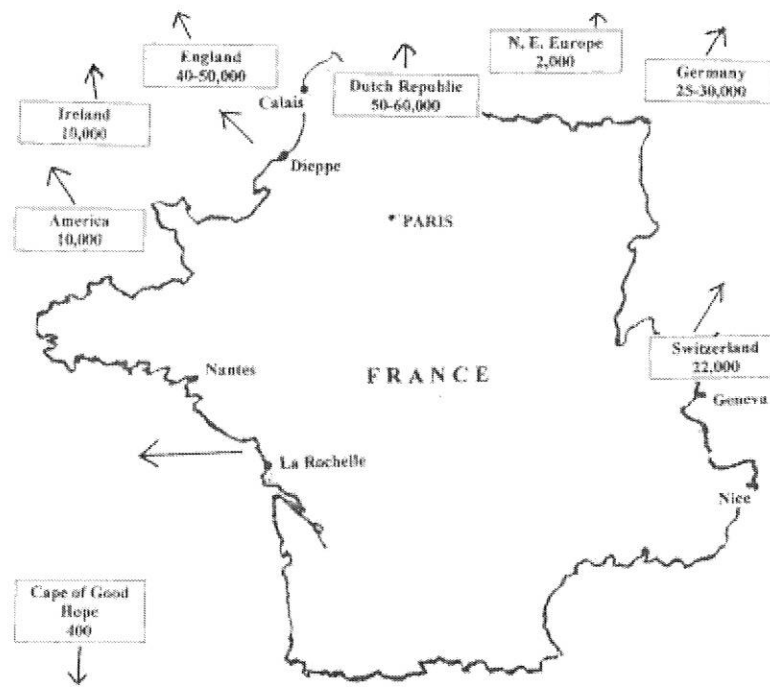 England
40-50,000
N. E. Europe
2,000
Germany
25-30,000
Dutch Republic
50-60,000
Calais
Ireland
10,000
Dieppe
America
10,000
PARIS
Switzerland
22,000
Nantes
FRANCE
Geneva
La Rochelle
Nice
Cape of Good
Hope
400